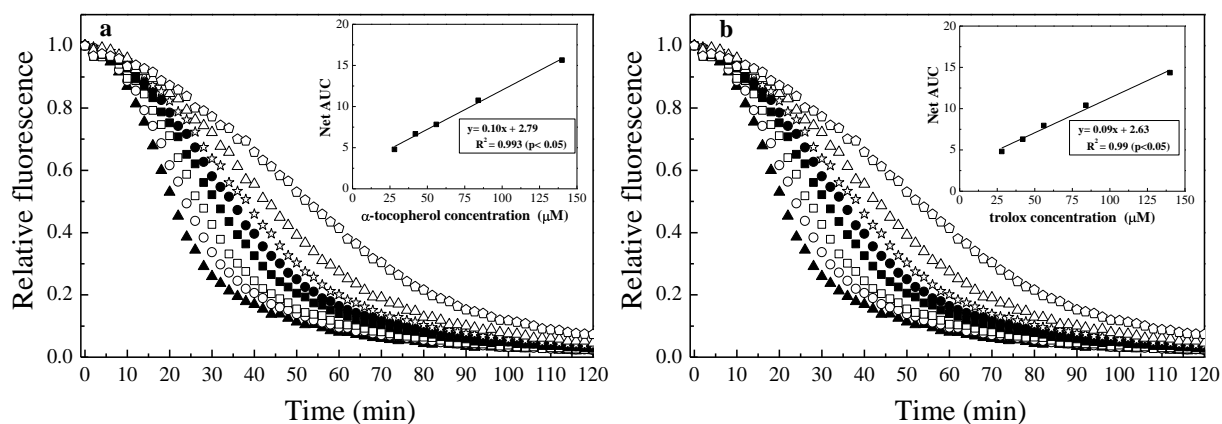 a
Relative fluorescence
1.0
0.8
0.6
0.4
0.2
0.0
0 10 20 30 40 50 60 70 80 90 100 110 120
Time (min)
Net AUC
20
15
10
5
0
0 25 50 75 100 125 150
α-tocopherol concentration (μM)
y= 0.10x + 2.79
R² = 0.993 (p< 0.05)
b
Relative fluorescence
1.0
0.8
0.6
0.4
0.2
0.0
0 10 20 30 40 50 60 70 80 90 100 110 120
Time (min)
Net AUC
20
15
10
5
0
0 25 50 75 100 125 150
trolox concentration (μM)
y= 0.09x + 2.63
R² = 0.99 (p<0.05)